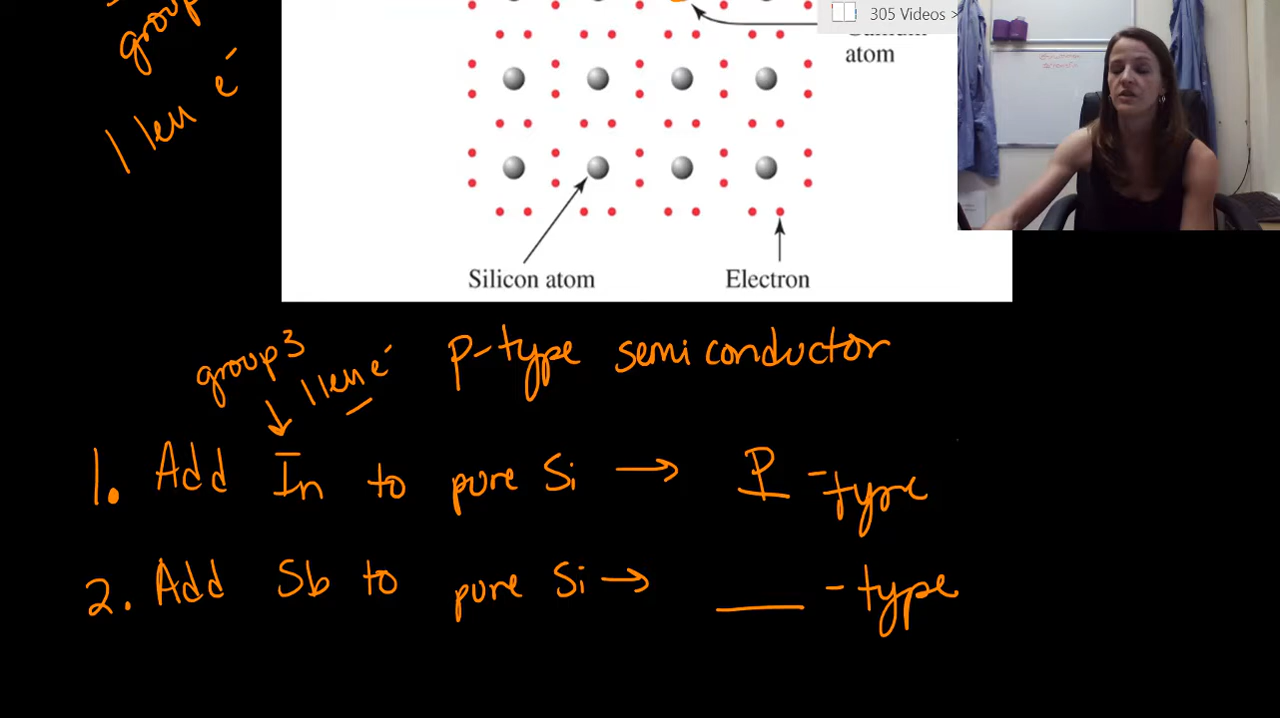 305 Videos >
group
atom
1 less e⁻
Silicon atom
Electron
group 3
1 less e⁻
P-type semiconductor
1. Add In to pure Si → P -type
2. Add Sb to pure Si → ___ -type